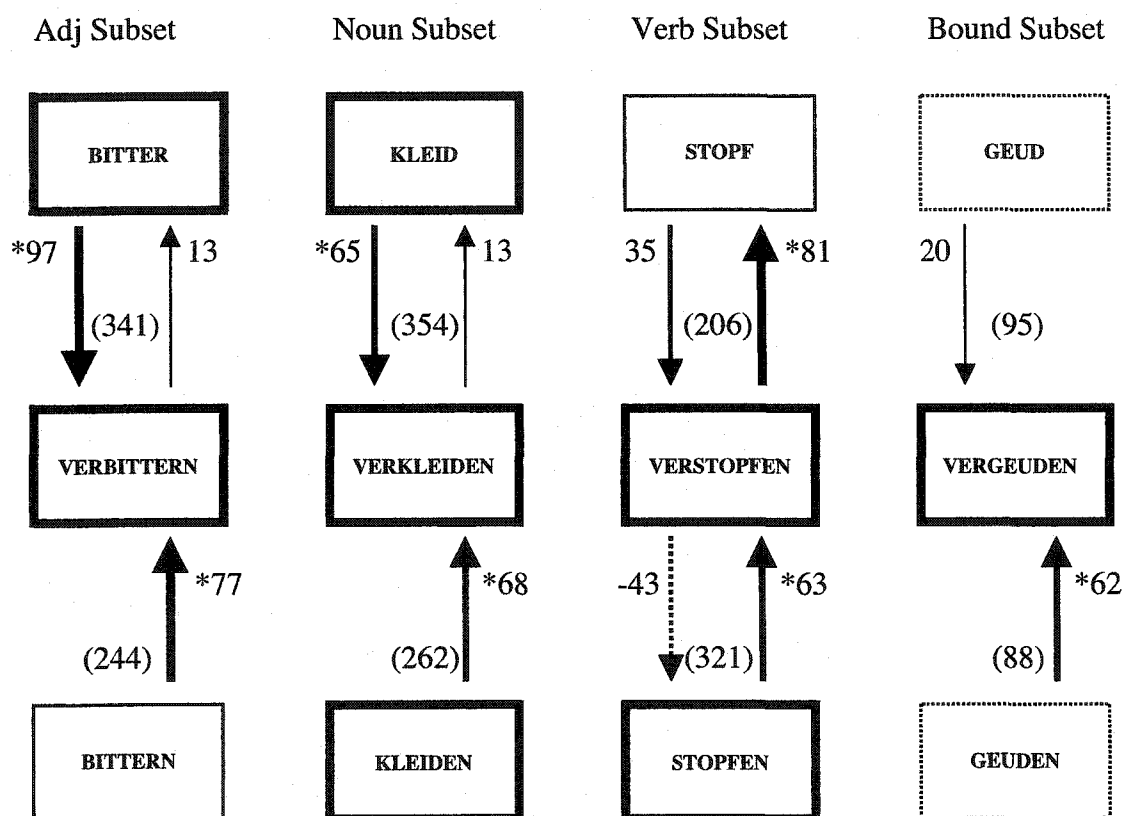 Adj Subset Noun Subset Verb Subset Bound Subset
BITTER KLEID STOPF GEUD
*97 13 *65 13 35 *81 20
(341) (354) (206) (95)
VERBITTERN VERKLEIDEN VERSTOPFEN VERGEUDEN
*77 *68 -43 *63 *62
(244) (262) (321) (88)
BITTERN KLEIDEN STOPFEN GEUDEN